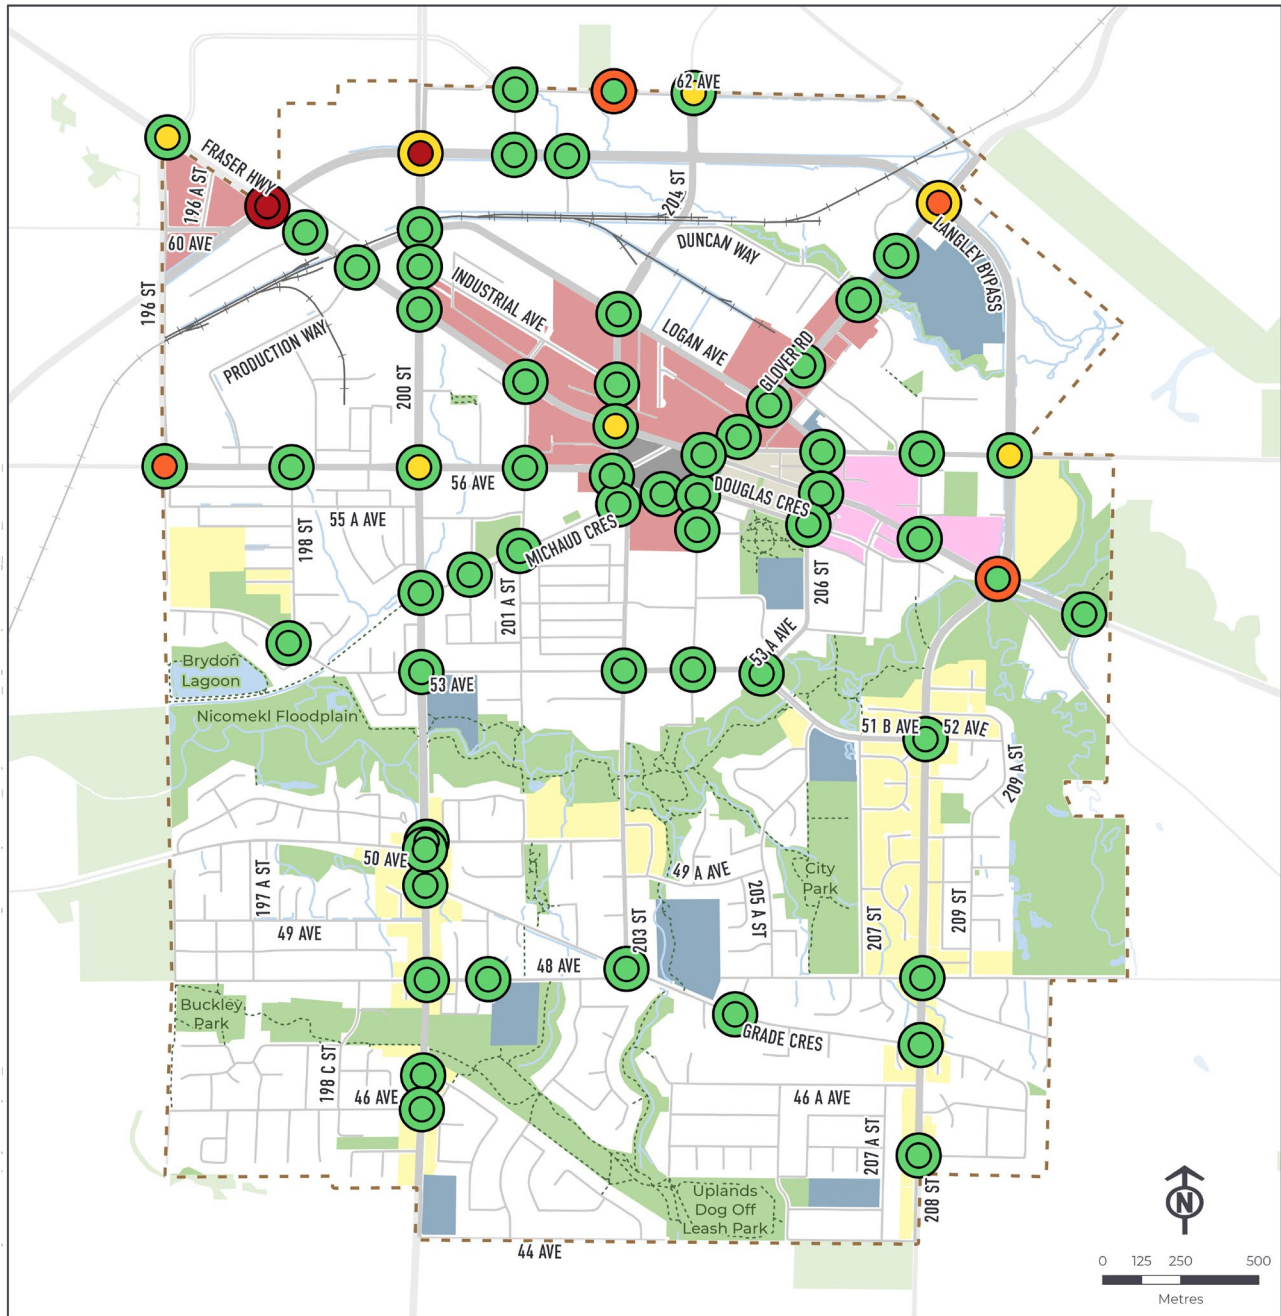 62 AVE
FRASER HWY
196 A ST
204 ST
60 AVE
DUNCAN WAY
LANGLEY BYPASS
INDUSTRIAL AVE
196 ST
LOGAN AVE
PRODUCTION WAY
GLOVER RD
200 ST
56 AVE
DOUGLAS CRES
55 A AVE
198 ST
MICHAUD CRES
206 ST
201 A ST
53 A AVE
Brydon
Lagoon
53 AVE
Nicomekl Floodplain
51 B AVE
52 AVE
209 A ST
50 AVE
197 A ST
49 A AVE
City
Park
205 A ST
209 ST
207 ST
203 ST
49 AVE
48 AVE
Buckley
Park
GRADE CRES
198 C ST
46 AVE
46 A AVE
207 A ST
Uplands
Dog Off
Leash Park
208 ST
44 AVE
N
0 125 250 500
Metres